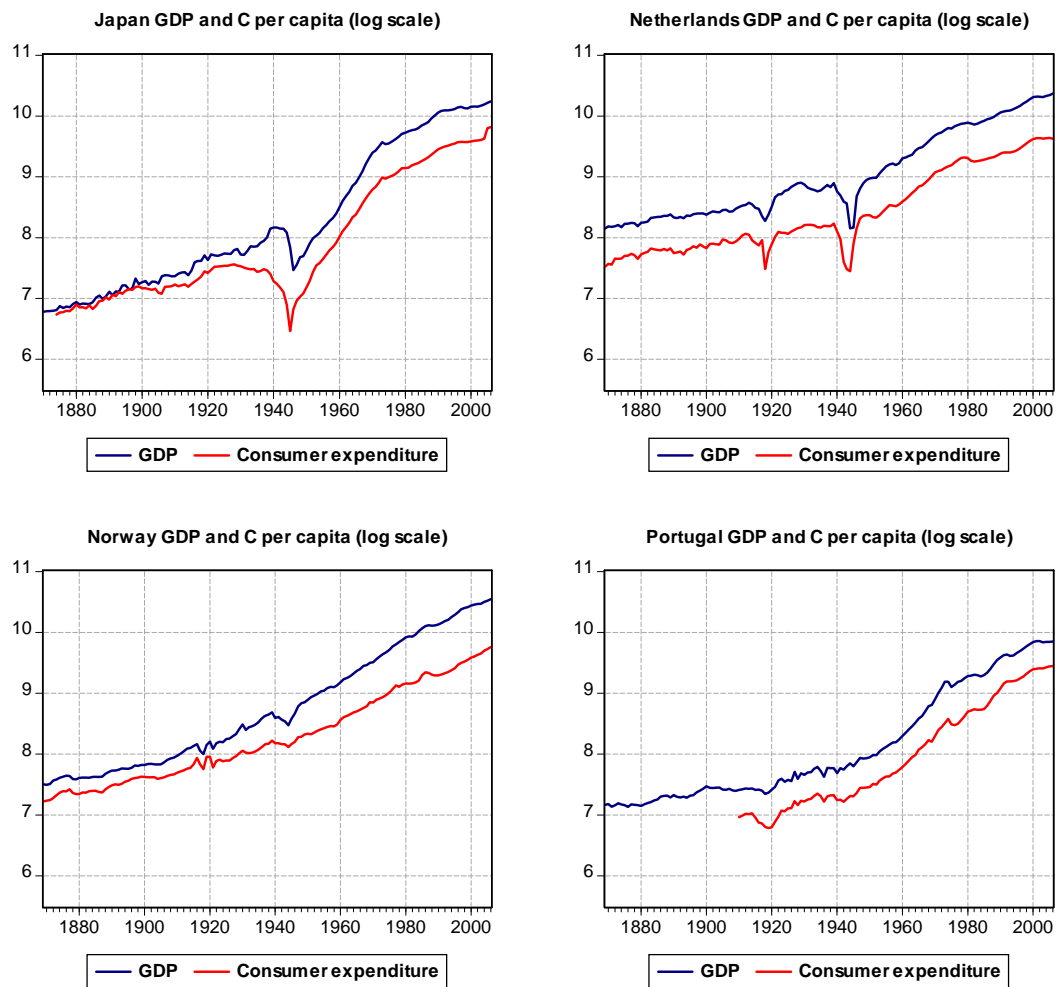 Japan GDP and C per capita (log scale)
11
10
9
8
7
6
1880 1900 1920 1940 1960 1980 2000
GDP Consumer expenditure
Netherlands GDP and C per capita (log scale)
11
10
9
8
7
6
1880 1900 1920 1940 1960 1980 2000
GDP Consumer expenditure
Norway GDP and C per capita (log scale)
11
10
9
8
7
6
1880 1900 1920 1940 1960 1980 2000
GDP Consumer expenditure
Portugal GDP and C per capita (log scale)
11
10
9
8
7
6
1880 1900 1920 1940 1960 1980 2000
GDP Consumer expenditure